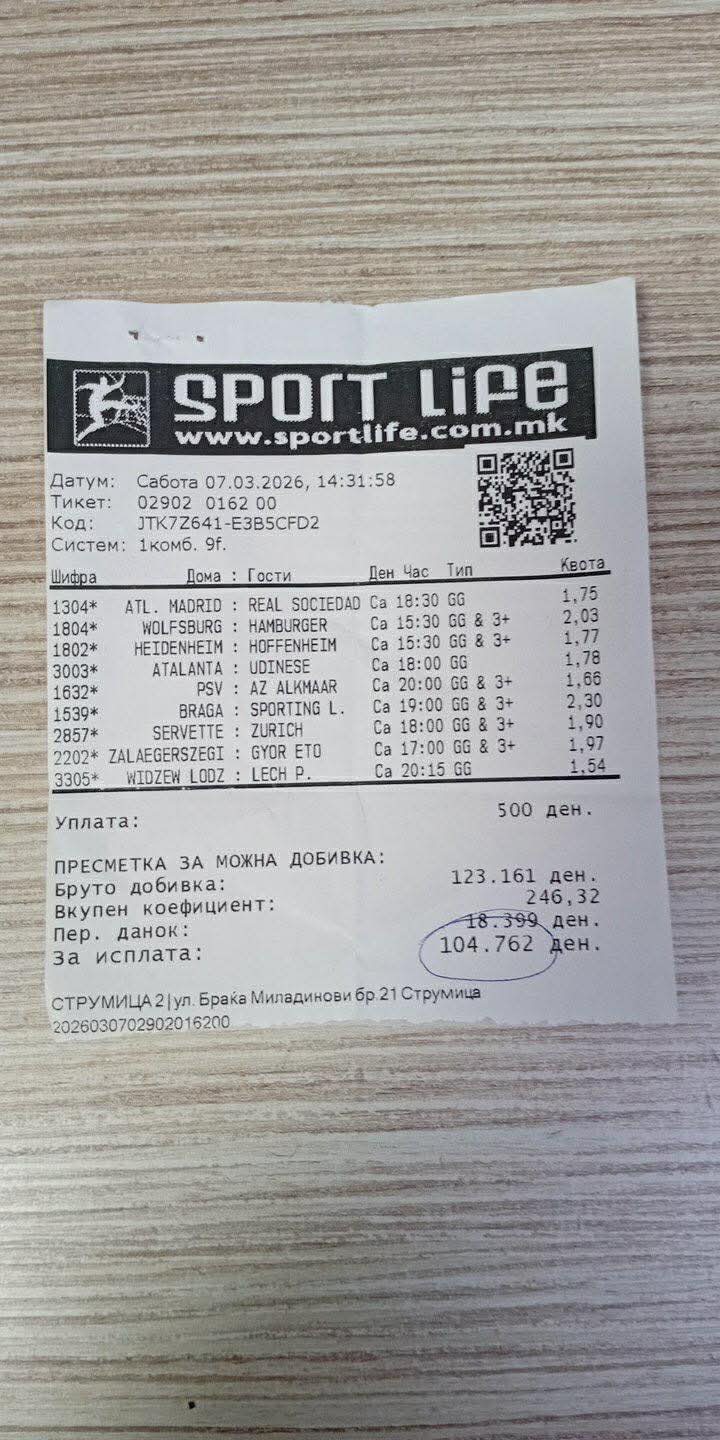 SPORT LIFE
www.sportlife.com.mk
Датум: Сабота 07.03.2026, 14:31:58
Тикет: 02902 0162 00
Код: JTK7Z641-E3B5CFD2
Систем: 1комб. 9f.
Шифра Дома : Гости Ден Час Тип Квота
1304* ATL. MADRID : REAL SOCIEDAD Са 18:30 GG 1,75
1804* WOLFSBURG : HAMBURGER Са 15:30 GG & 3+ 2,03
1802* HEIDENHEIM : HOFFENHEIM Са 15:30 GG & 3+ 1,77
3003* ATALANTA : UDINESE Са 18:00 GG 1,78
1632* PSV : AZ ALKMAAR Са 20:00 GG & 3+ 1,66
1539* BRAGA : SPORTING L. Са 19:00 GG & 3+ 2,30
2857* SERVETTE : ZURICH Са 18:00 GG & 3+ 1,90
2202* ZALAEGERSZEGI : GYOR ETO Са 17:00 GG & 3+ 1,97
3305* WIDZEW LODZ : LECH P. Са 20:15 GG 1,54
Уплата: 500 ден.
ПРЕСМЕТКА ЗА МОЖНА ДОБИВКА:
Бруто добивка: 123.161 ден.
Вкупен коефициент: 246,32
Пер. данок: 18.399 ден.
За исплата: 104.762 ден.
СТРУМИЦА 2|ул. Браќа Миладинови бр.21 Струмица
2026030702902016200